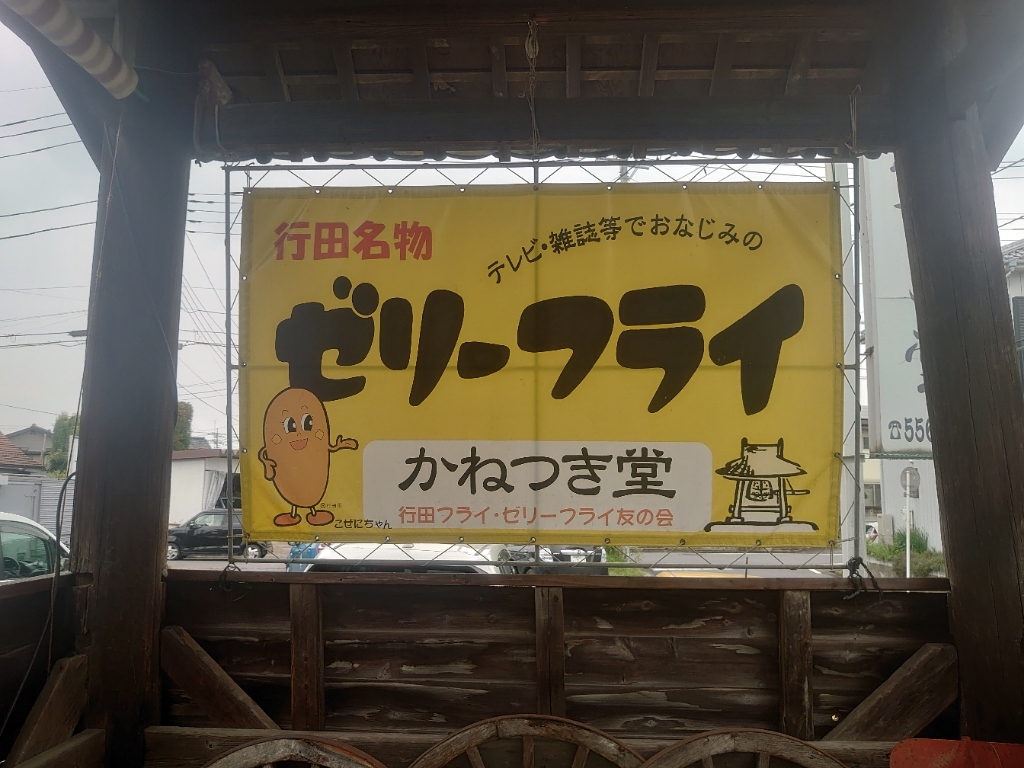 行田名物
テレビ・雑誌等でおなじみの
ゼリーフライ
かねつき堂
行田フライ・ゼリーフライ友の会
こぜにちゃん
☎556